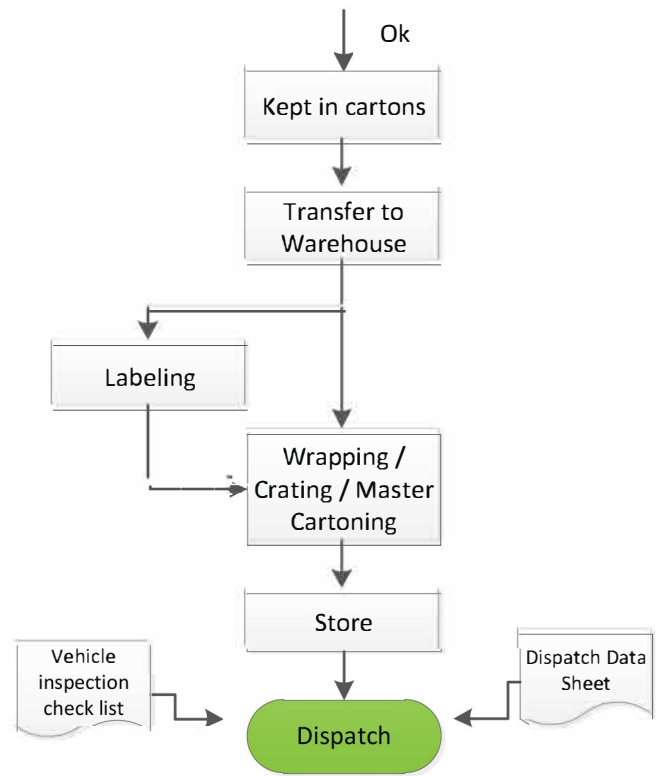 Ok
Kept in cartons
Transfer to
Warehouse
Labeling
Wrapping /
Crating / Master
Cartoning
Store
Vehicle
inspection
check list
Dispatch Data
Sheet
Dispatch